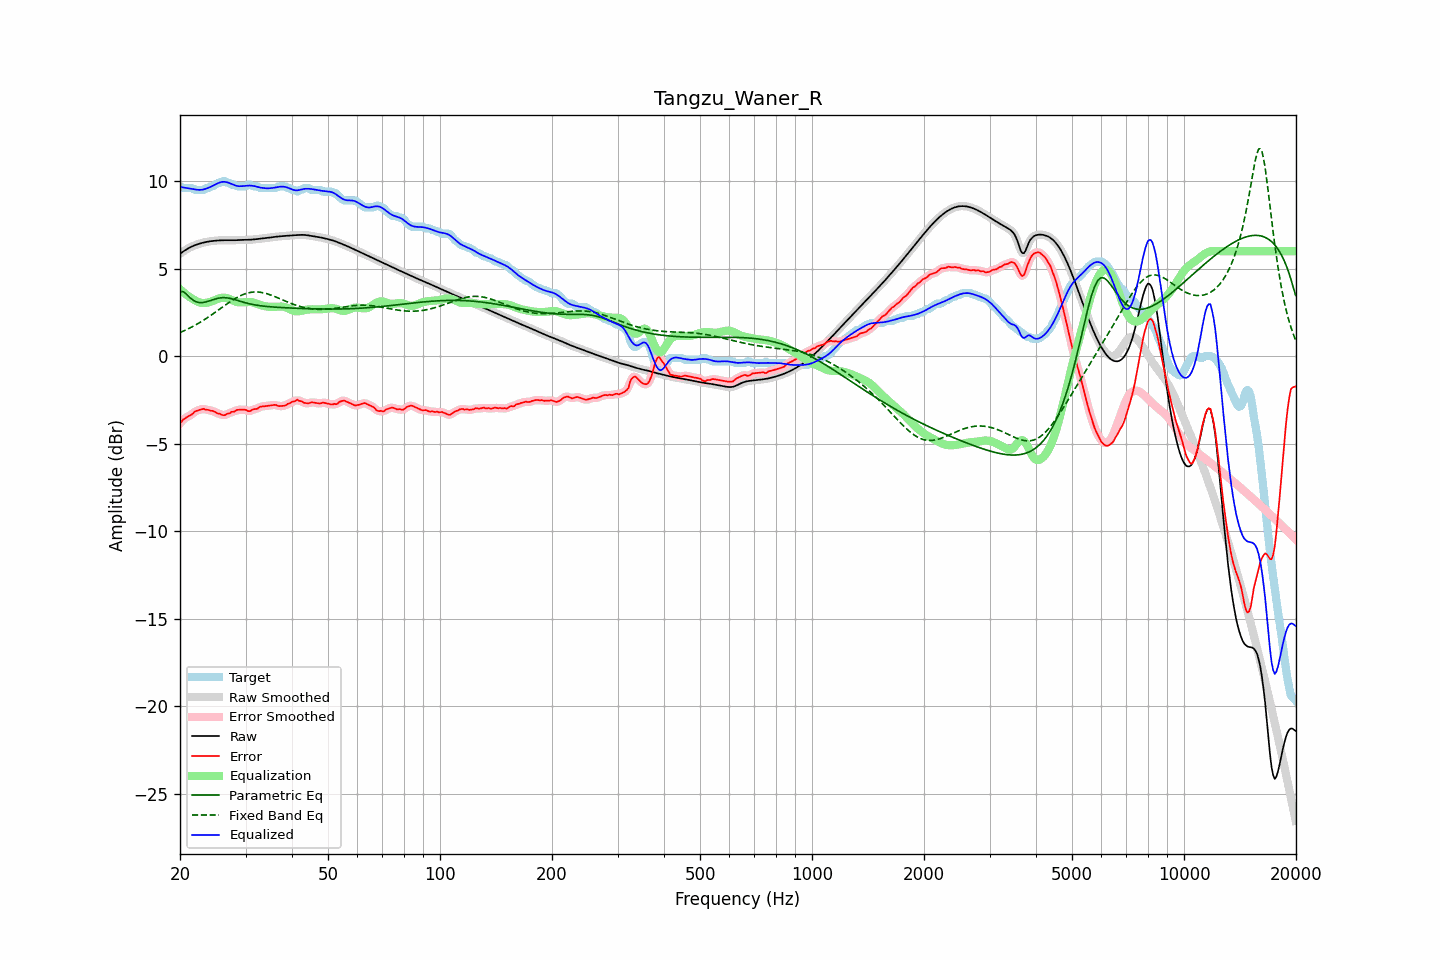 Tangzu_Waner_R
Amplitude (dBr)
10
5
0
−5
−10
−15
−20
−25
Target
Raw Smoothed
Error Smoothed
Raw
Error
Equalization
Parametric Eq
Fixed Band Eq
Equalized
20 50 100 200 500 1000 2000 5000 10000 20000
Frequency (Hz)